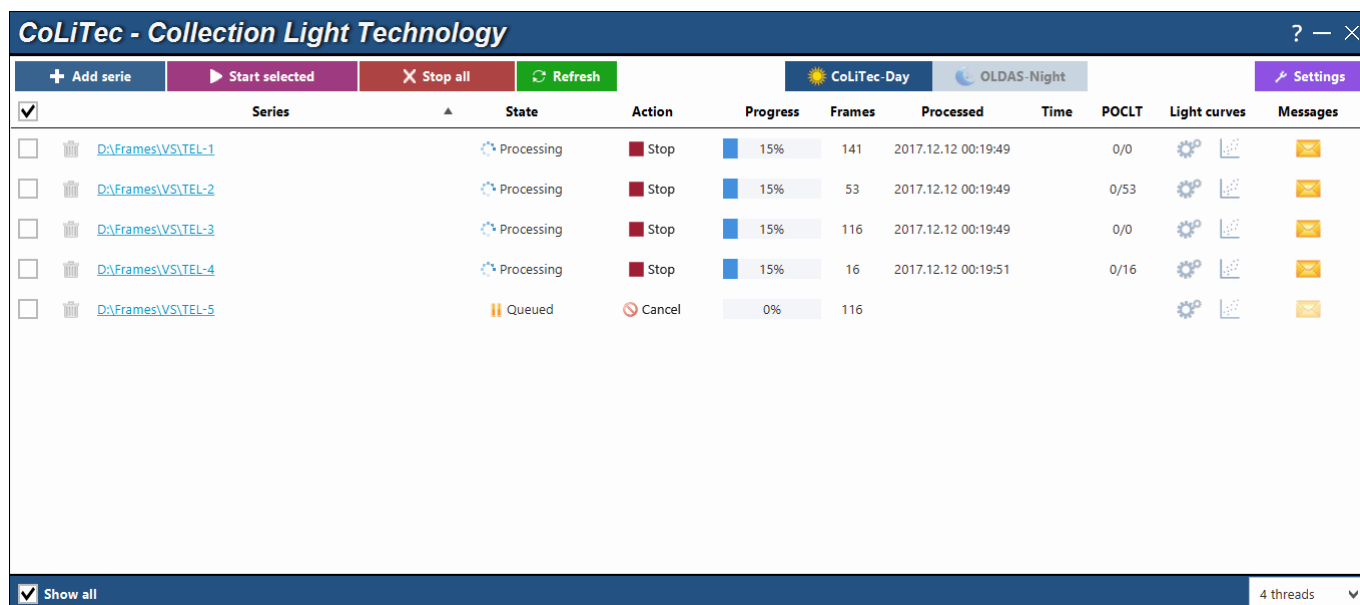 CoLiTec - Collection Light Technology ?
Add serie Start selected Stop all Refresh CoLiTec-Day OLDAS-Night Settings
Series State Action Progress Frames Processed Time POCLT Light curves Messages
D:\Frames\VS\TEL-1 Processing Stop 15% 141 2017.12.12 00:19:49 0/0
D:\Frames\VS\TEL-2 Processing Stop 15% 53 2017.12.12 00:19:49 0/53
D:\Frames\VS\TEL-3 Processing Stop 15% 116 2017.12.12 00:19:49 0/0
D:\Frames\VS\TEL-4 Processing Stop 15% 16 2017.12.12 00:19:51 0/16
D:\Frames\VS\TEL-5 Queued Cancel 0% 116
Show all 4 threads